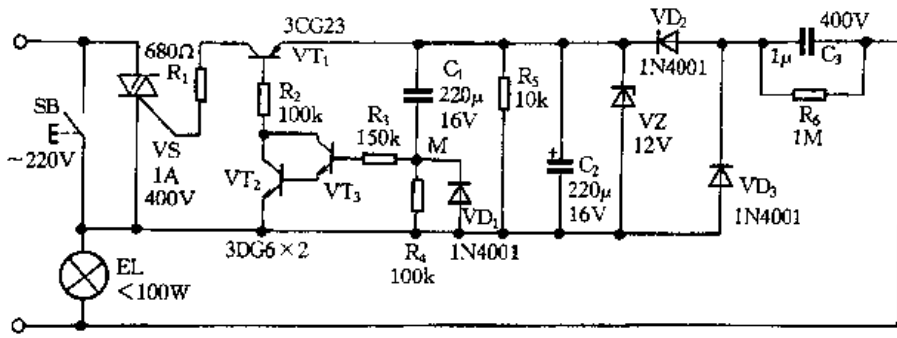 3CG23
VT₁
680Ω
R₁
R₂
100k
R₃
150k
C₁
220μ
16V
M
R₅
10k
VD₂
1N4001
400V
1μ
C₃
R₆
1M
SB
~220V
VS
1A
400V
VT₂
VT₃
C₂
220μ
16V
VZ
12V
VD₃
1N4001
VD₁
1N4001
R₄
100k
3DG6×2
EL
<100W